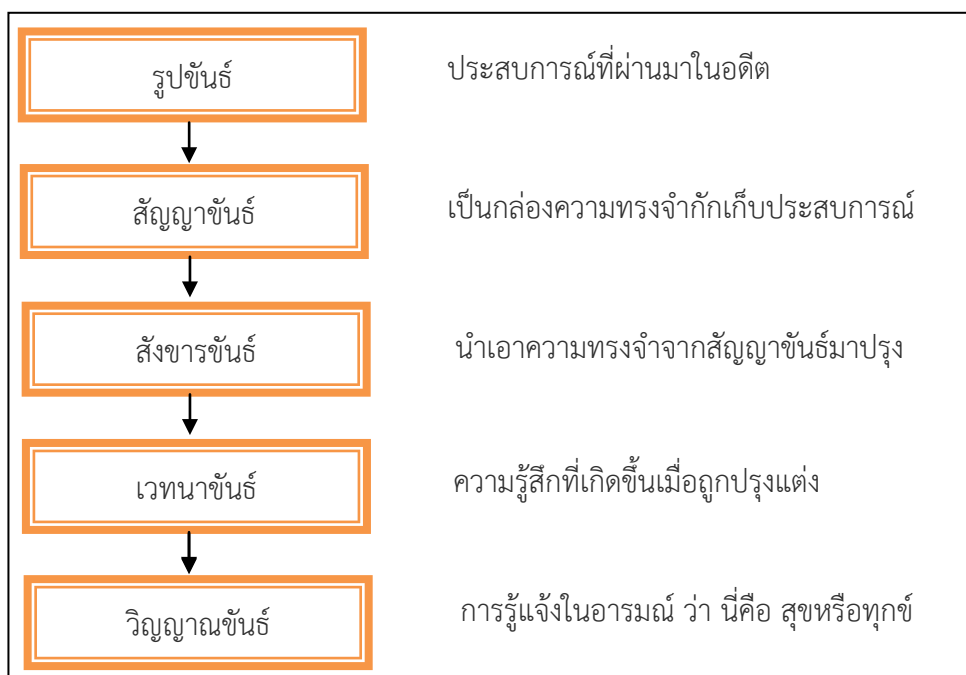 รูปขันธ์ ประสบการณ์ที่ผ่านมาในอดีต
สัญญาขันธ์ เป็นกล่องความทรงจำกักเก็บประสบการณ์
สังขารขันธ์ นำเอาความทรงจำจากสัญญาขันธ์มาปรุง
เวทนาขันธ์ ความรู้สึกที่เกิดขึ้นเมื่อถูกปรุงแต่ง
วิญญาณขันธ์ การรู้แจ้งในอารมณ์ ว่า นี่คือ สุขหรือทุกข์